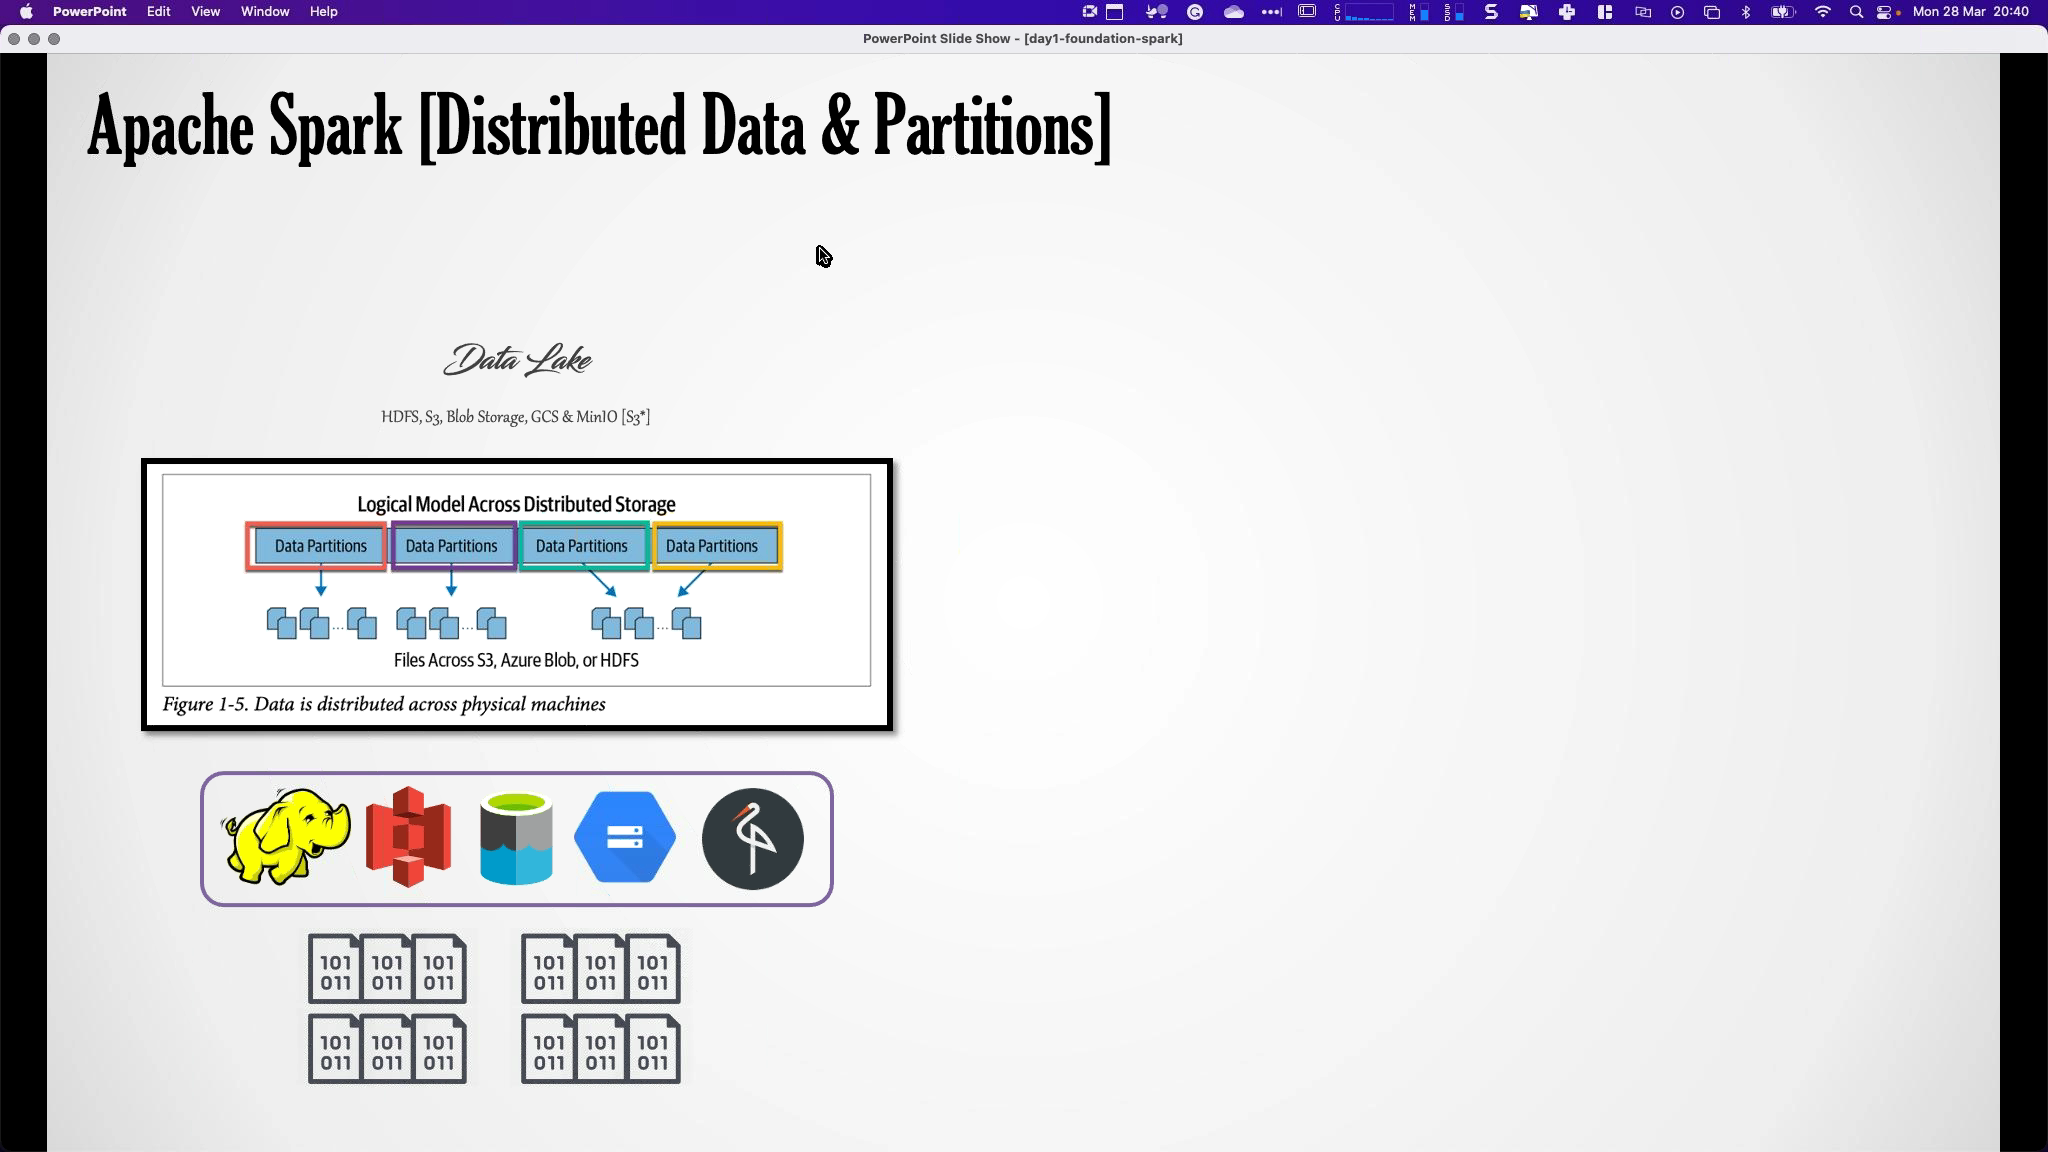 PowerPoint Edit View Window Help
CPU MEM SSD Mon 28 Mar 20:40
PowerPoint Slide Show - [day1-foundation-spark]
Apache Spark [Distributed Data & Partitions]
Data Lake
HDFS, S3, Blob Storage, GCS & MinIO [S3*]
Logical Model Across Distributed Storage
Data Partitions Data Partitions Data Partitions Data Partitions
... ... ...
Files Across S3, Azure Blob, or HDFS
Figure 1-5. Data is distributed across physical machines
101 101 101 101 101 101
011 011 011 011 011 011
101 101 101 101 101 101
011 011 011 011 011 011